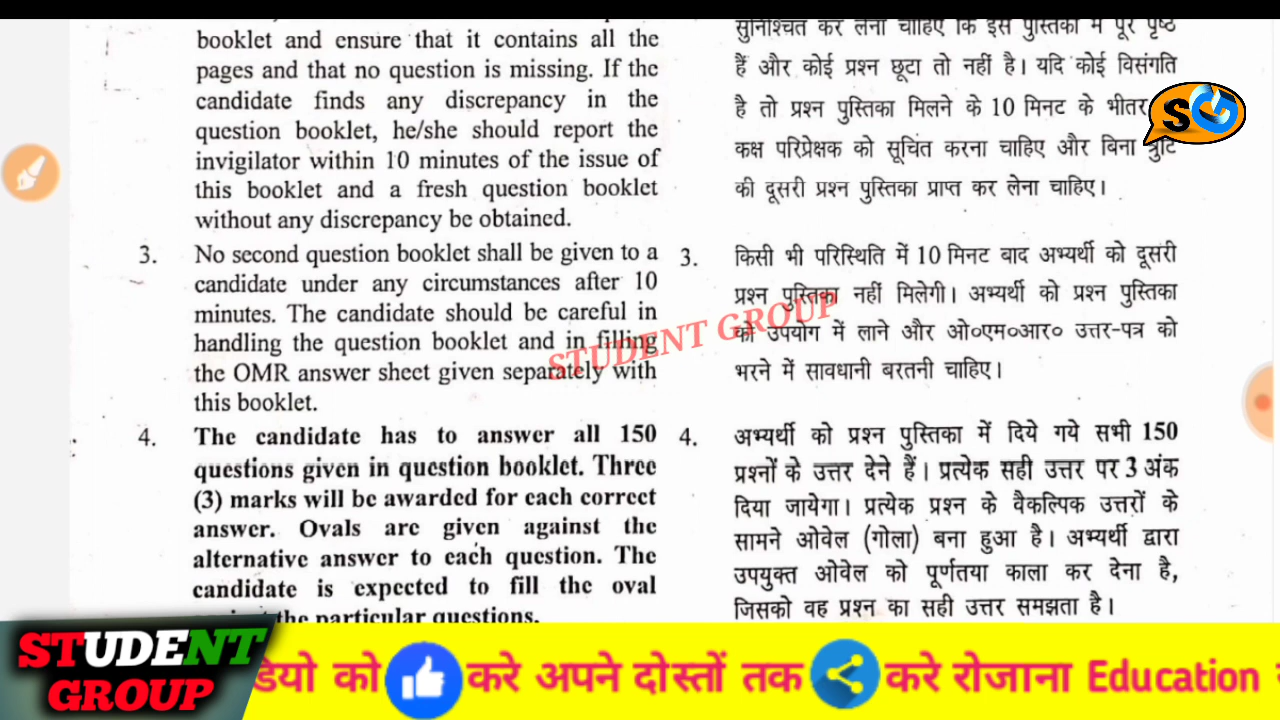 booklet and ensure that it contains all the
pages and that no question is missing. If the
candidate finds any discrepancy in the
question booklet, he/she should report the
invigilator within 10 minutes of the issue of
this booklet and a fresh question booklet
without any discrepancy be obtained.
3. No second question booklet shall be given to a
candidate under any circumstances after 10
minutes. The candidate should be careful in
handling the question booklet and in filling
the OMR answer sheet given separately with
this booklet.
4. The candidate has to answer all 150
questions given in question booklet. Three
(3) marks will be awarded for each correct
answer. Ovals are given against the
alternative answer to each question. The
candidate is expected to fill the oval
the particular questions.
सुनिश्चित कर लेना चाहिए कि इस पुस्तिका में पूरे पृष्ठ
हैं और कोई प्रश्न छूटा तो नहीं है। यदि कोई विसंगति
है तो प्रश्न पुस्तिका मिलने के 10 मिनट के भीतर
कक्ष परिप्रेक्षक को सूचित करना चाहिए और बिना त्रुटि
की दूसरी प्रश्न पुस्तिका प्राप्त कर लेना चाहिए।
3. किसी भी परिस्थिति में 10 मिनट बाद अभ्यर्थी को दूसरी
प्रश्न पुस्तिका नहीं मिलेगी। अभ्यर्थी को प्रश्न पुस्तिका
को उपयोग में लाने और ओ०एम०आर० उत्तर-पत्र को
भरने में सावधानी बरतनी चाहिए।
4. अभ्यर्थी को प्रश्न पुस्तिका में दिये गये सभी 150
प्रश्नों के उत्तर देने हैं। प्रत्येक सही उत्तर पर 3 अंक
दिया जायेगा। प्रत्येक प्रश्न के वैकल्पिक उत्तरों के
सामने ओवेल (गोला) बना हुआ है। अभ्यर्थी द्वारा
उपयुक्त ओवेल को पूर्णतया काला कर देना है,
जिसको वह प्रश्न का सही उत्तर समझता है।
SG
STUDENT GROUP
STUDENT
GROUP
डियो को करे अपने दोस्तों तक करे रोजाना Education